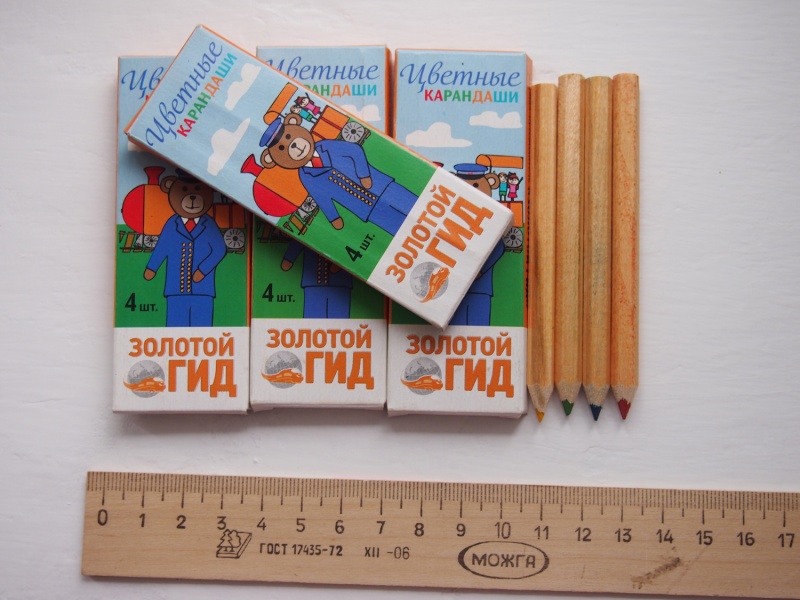 Цветные
КАРАНДАШИ
4 шт.
ЗОЛОТОЙ
ГИД
Цветные
КАРАНДАШИ
4 шт.
ЗОЛОТОЙ
ГИД
Цветные
КАРАНДАШИ
ЗОЛОТОЙ
ГИД
4 шт.
ЗОЛОТОЙ
ГИД
0 1 2 3 4 5 6 7 8 9 10 11 12 13 14 15 16 17
ГОСТ 17435-72 XII -06
МОЖГА